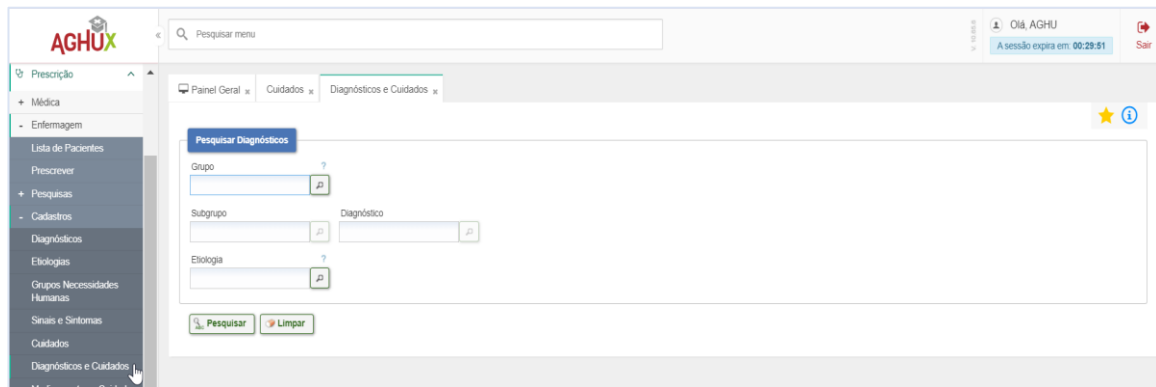 AGHUX
«
Pesquisar menu
Olá, AGHU
A sessão expira em: 00:29:51
Sair
Prescrição
+ Médica
- Enfermagem
Lista de Pacientes
Prescrever
+ Pesquisas
- Cadastros
Diagnósticos
Etiologias
Grupos Necessidades
Humanas
Sinais e Sintomas
Cuidados
Diagnósticos e Cuidados
Painel Geral x
Cuidados x
Diagnósticos e Cuidados x
Pesquisar Diagnósticos
Grupo ?
Subgrupo
Diagnóstico
Etiologia ?
Pesquisar
Limpar